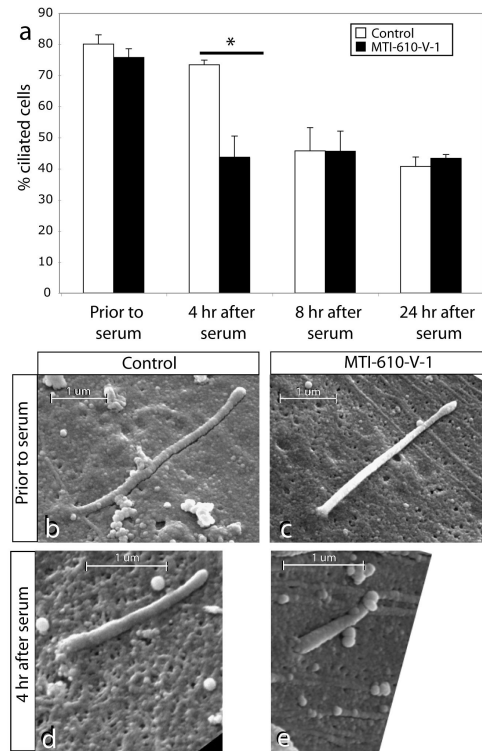 a
% ciliated cells
90
80
70
60
50
40
30
20
10
0
*
Control
MTI-610-V-1
Prior to serum
4 hr after serum
8 hr after serum
24 hr after serum
Control
MTI-610-V-1
Prior to serum
1 um
b
1 um
c
4 hr after serum
1 um
d
1 um
e